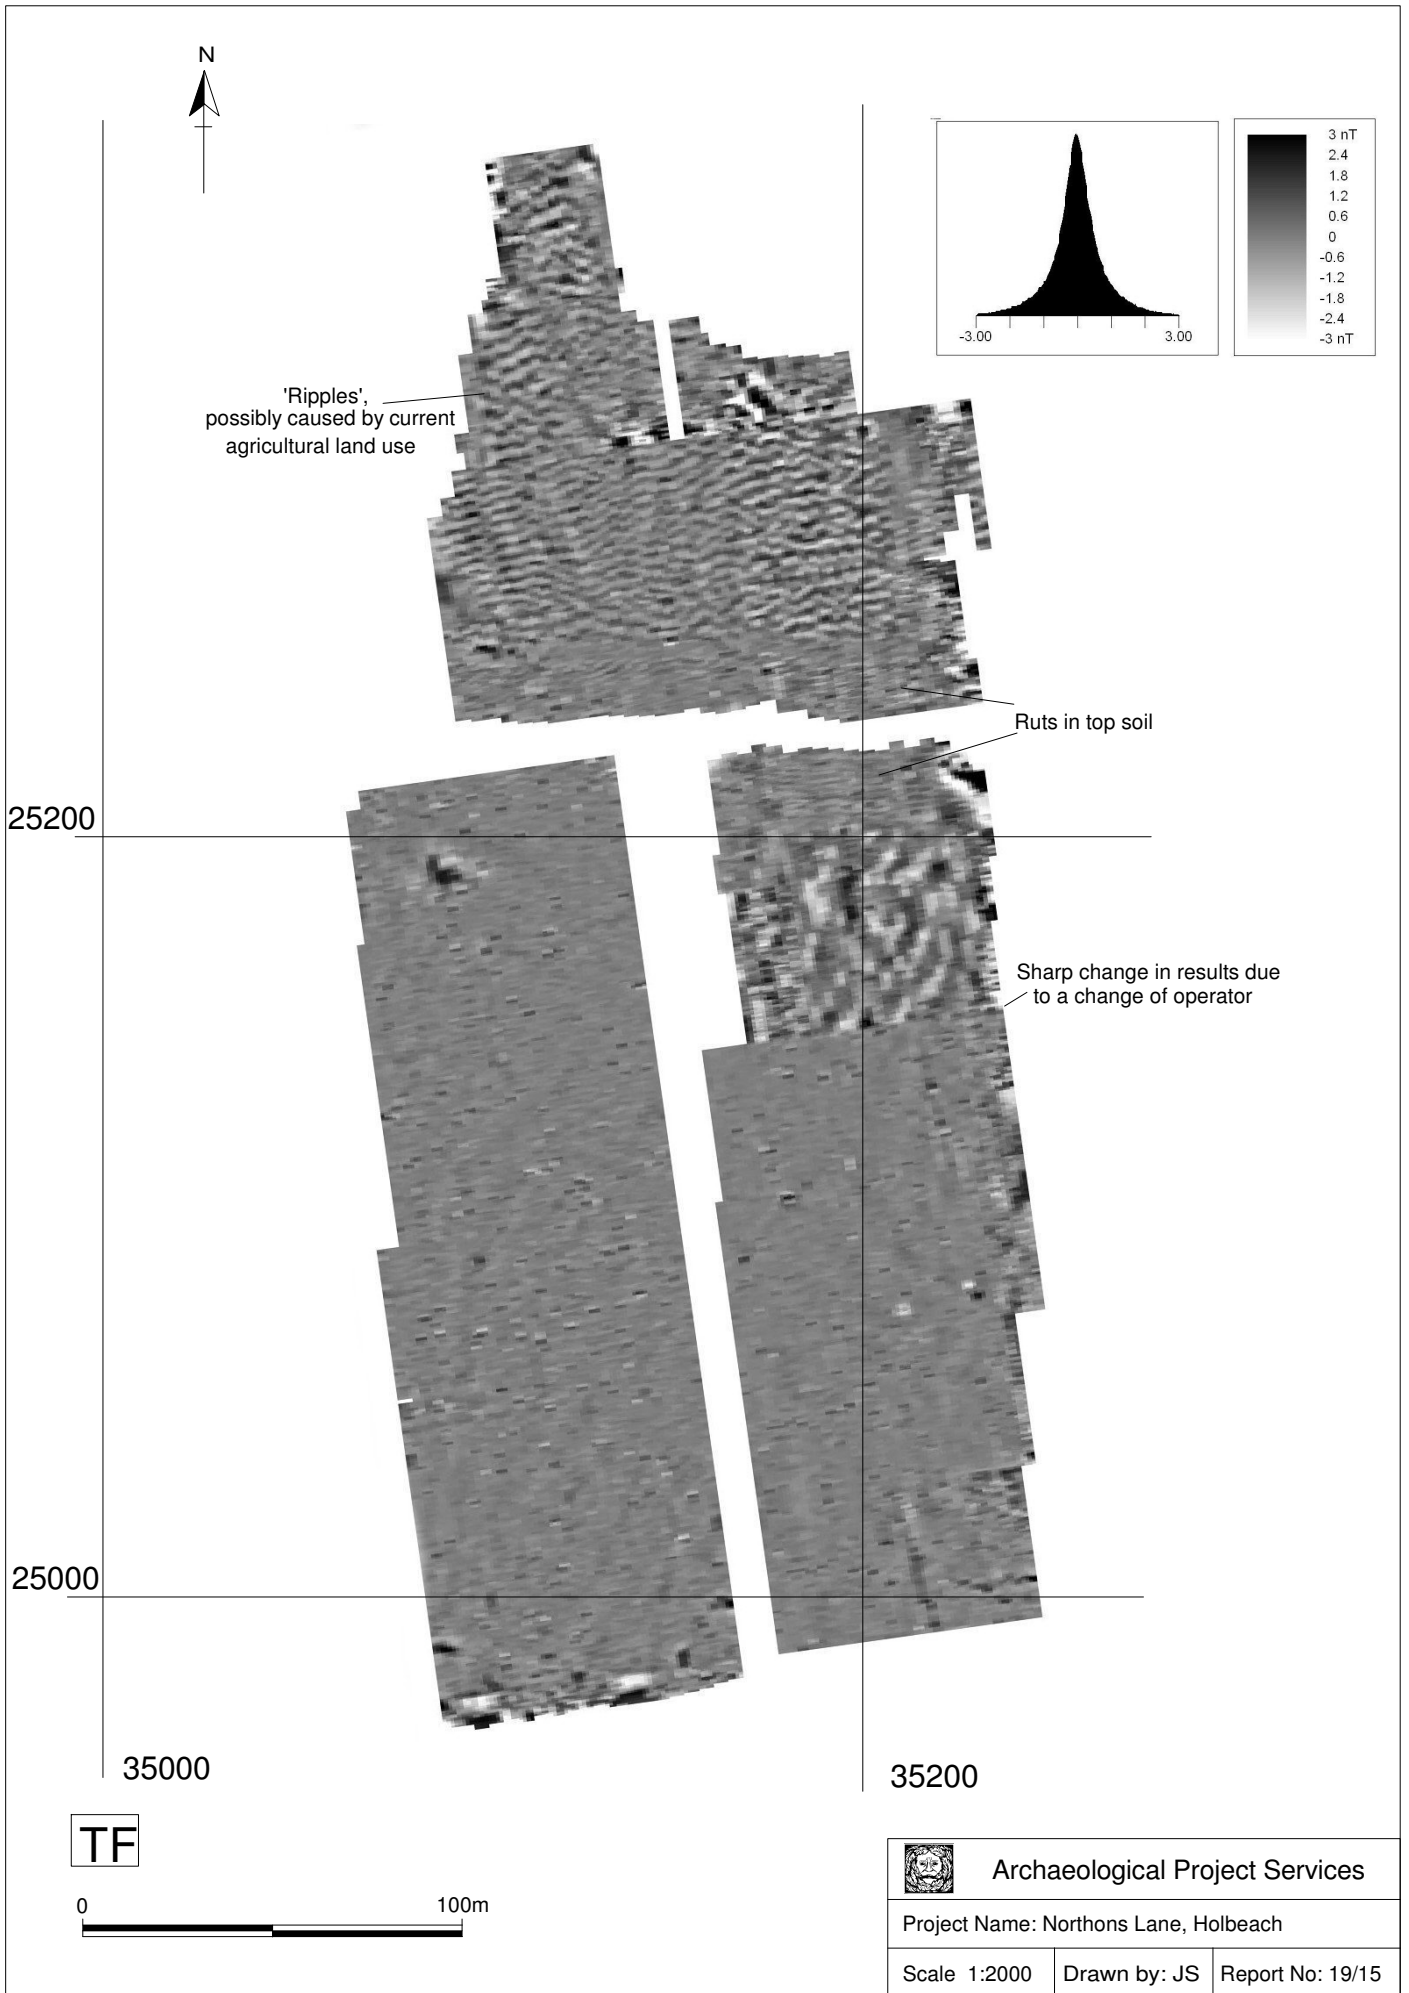 N
3 nT
2.4
1.8
1.2
0.6
0
-0.6
-1.2
-1.8
-2.4
-3 nT
-3.00 3.00
'Ripples',
possibly caused by current
agricultural land use
Ruts in top soil
25200
Sharp change in results due
to a change of operator
25000
35000
35200
TF
0 100m
Archaeological Project Services
Project Name: Northons Lane, Holbeach
Scale 1:2000 Drawn by: JS Report No: 19/15